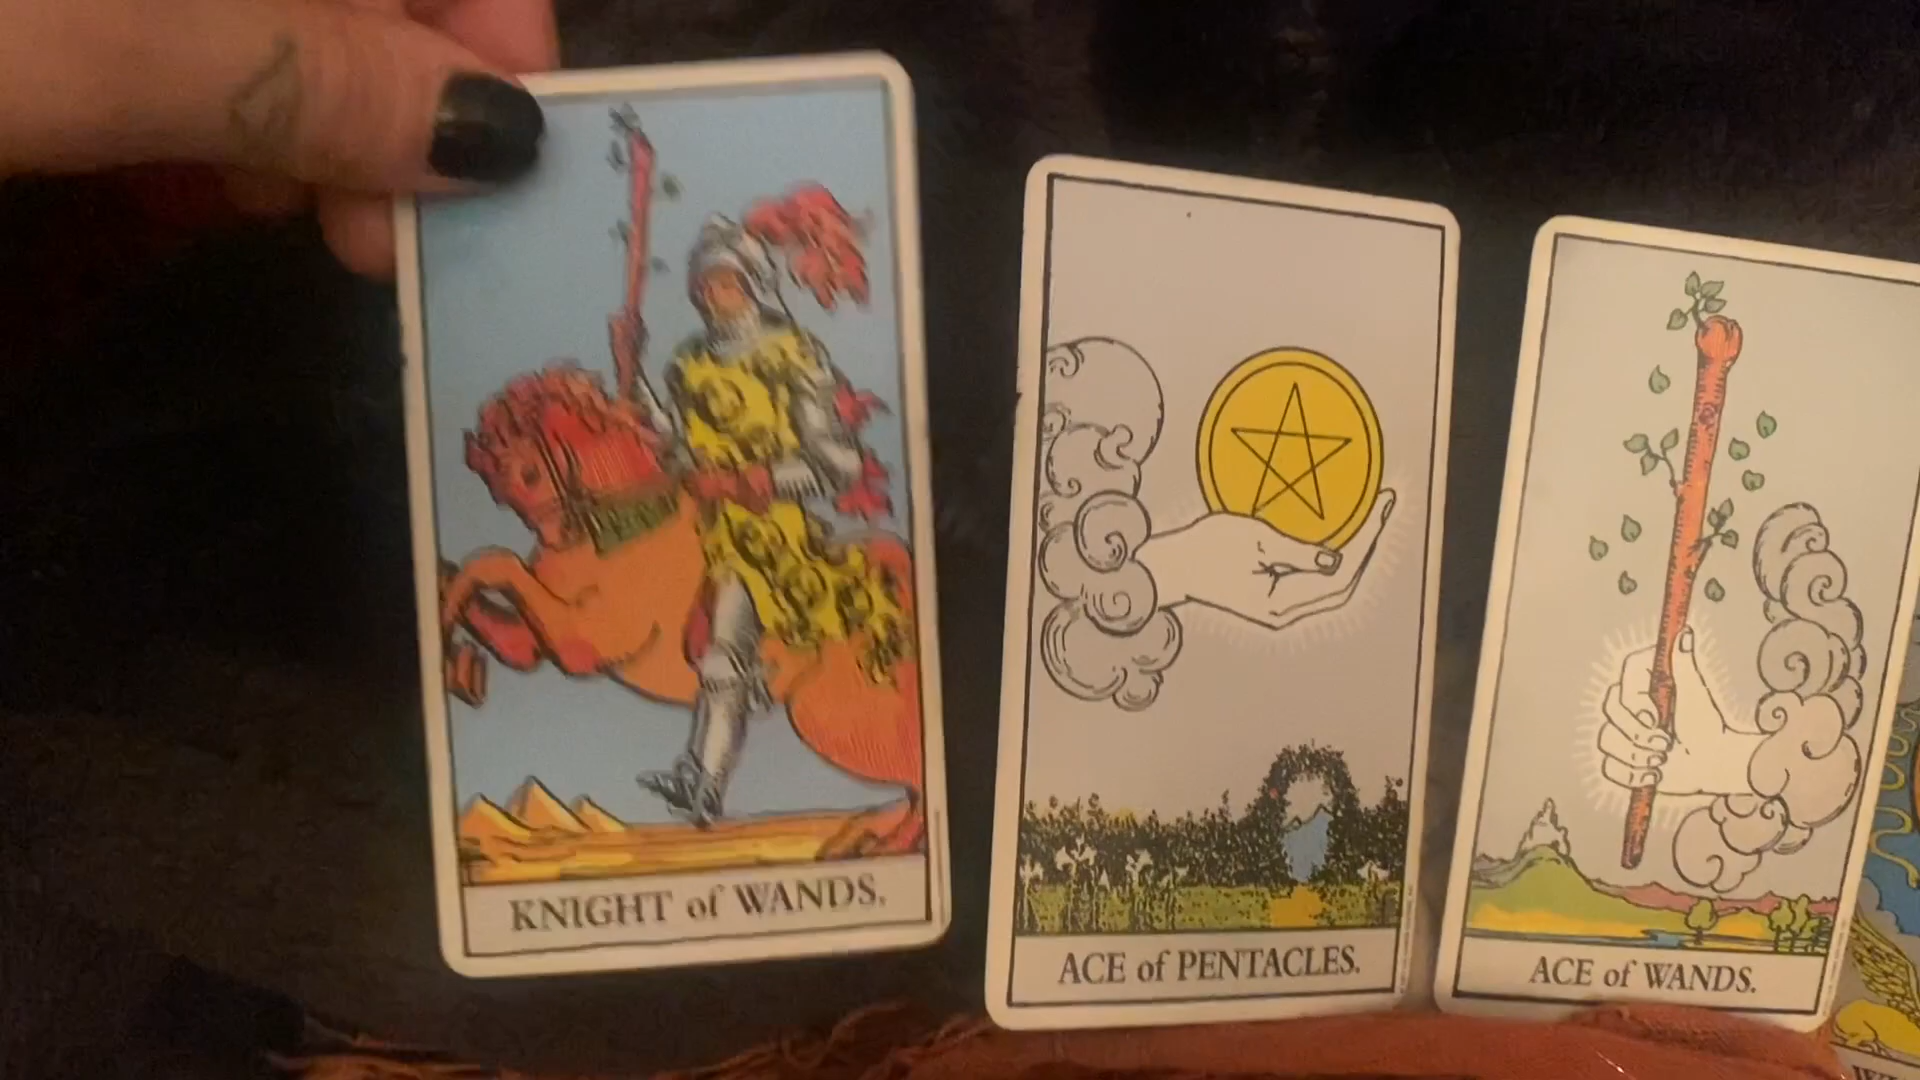 KNIGHT of WANDS.
ACE of PENTACLES.
ACE of WANDS.